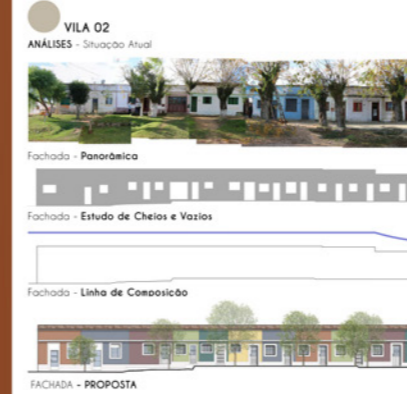 VILA 02
ANÁLISES - Situação Atual
Fachada - Panorâmica
Fachada - Estudo de Cheios e Vazios
Fachada - Linha de Composição
FACHADA - PROPOSTA